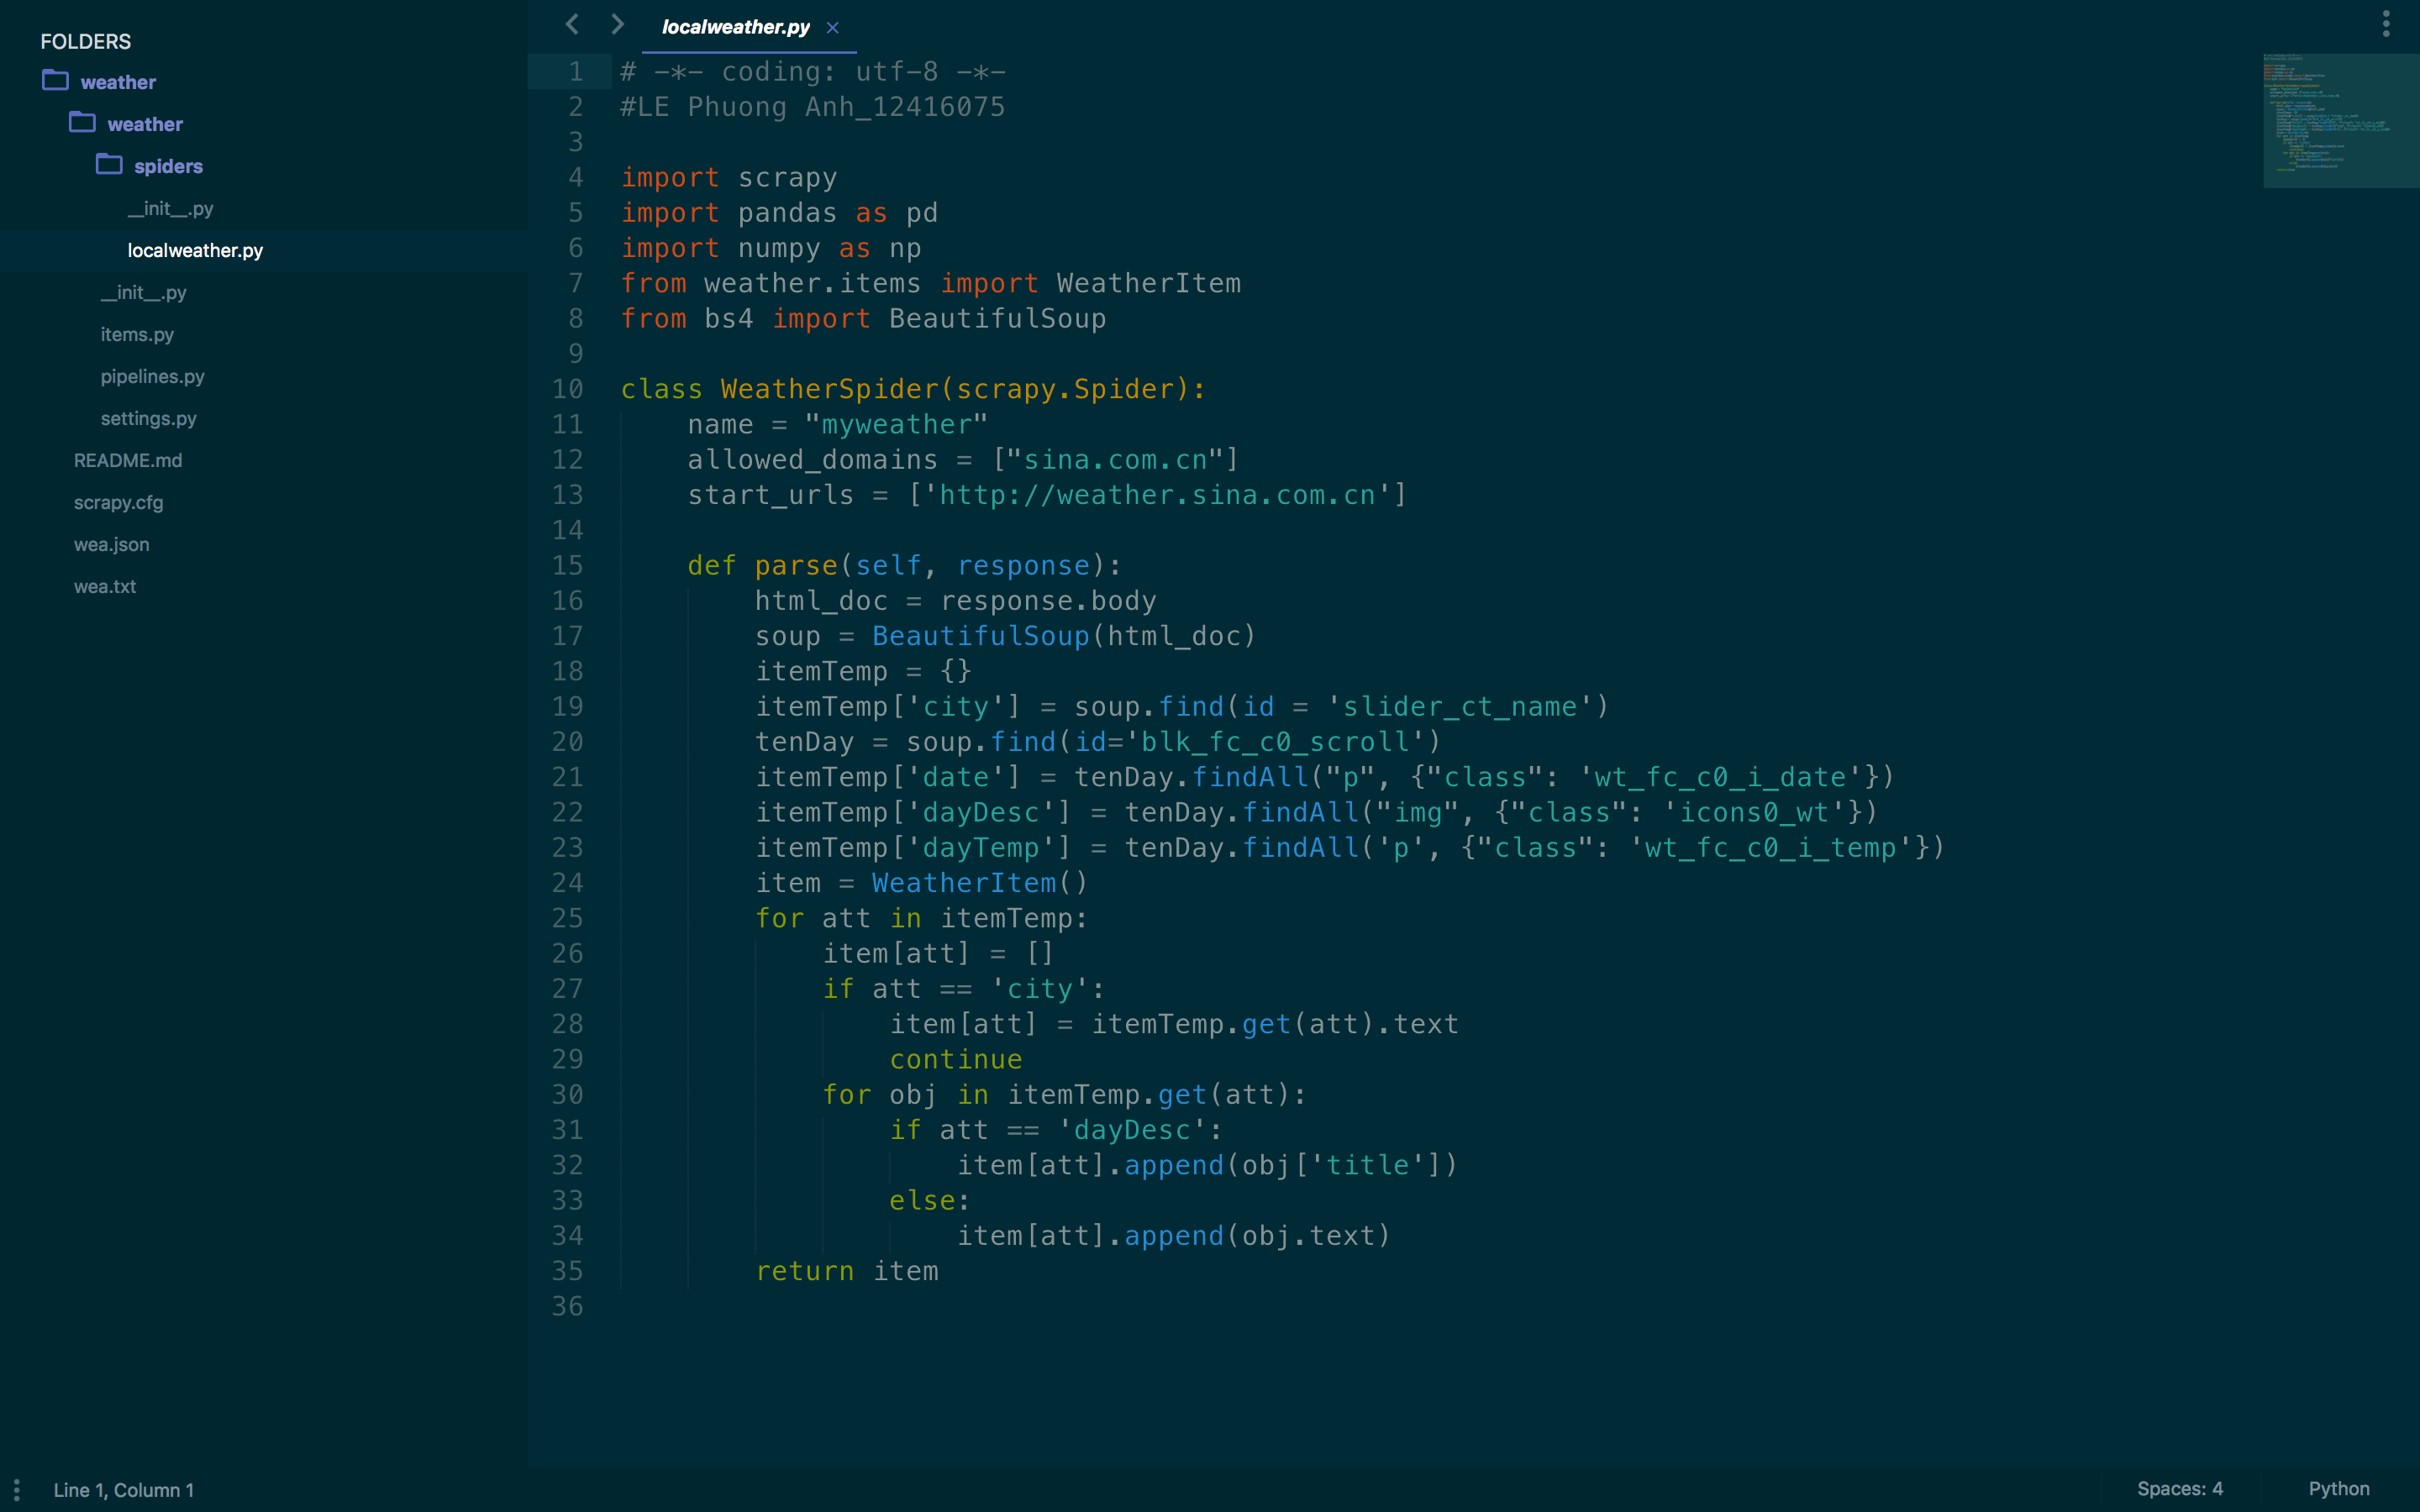 FOLDERS
weather
weather
spiders
__init__.py
localweather.py
__init__.py
items.py
pipelines.py
settings.py
README.md
scrapy.cfg
wea.json
wea.txt
localweather.py ×
1 # -*- coding: utf-8 -*-
2 #LE Phuong Anh_12416075
3
4 import scrapy
5 import pandas as pd
6 import numpy as np
7 from weather.items import WeatherItem
8 from bs4 import BeautifulSoup
9
10 class WeatherSpider(scrapy.Spider):
11     name = "myweather"
12     allowed_domains = ["sina.com.cn"]
13     start_urls = ['http://weather.sina.com.cn']
14
15     def parse(self, response):
16         html_doc = response.body
17         soup = BeautifulSoup(html_doc)
18         itemTemp = {}
19         itemTemp['city'] = soup.find(id = 'slider_ct_name')
20         tenDay = soup.find(id='blk_fc_c0_scroll')
21         itemTemp['date'] = tenDay.findAll("p", {"class": 'wt_fc_c0_i_date'})
22         itemTemp['dayDesc'] = tenDay.findAll("img", {"class": 'icons0_wt'})
23         itemTemp['dayTemp'] = tenDay.findAll('p', {"class": 'wt_fc_c0_i_temp'})
24         item = WeatherItem()
25         for att in itemTemp:
26             item[att] = []
27             if att == 'city':
28                 item[att] = itemTemp.get(att).text
29                 continue
30             for obj in itemTemp.get(att):
31                 if att == 'dayDesc':
32                     item[att].append(obj['title'])
33                 else:
34                     item[att].append(obj.text)
35         return item
36
Line 1, Column 1
Spaces: 4
Python